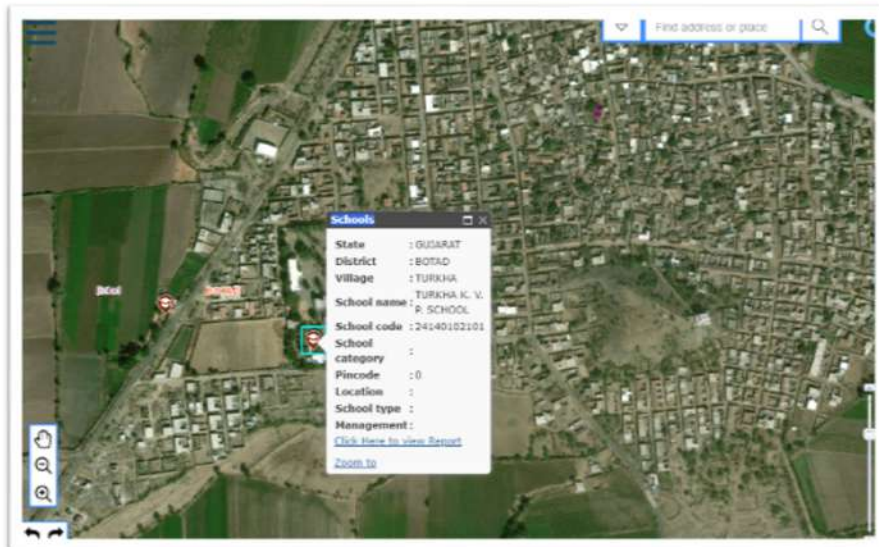 Find address or place
Schools
State : GUJARAT
District : BOTAD
Village : TURKHA
School name : TURKHA K. V.
P. SCHOOL
School code : 24140102101
School
category :
Pincode : 0
Location :
School type :
Management :
Click Here to view Report
Zoom to